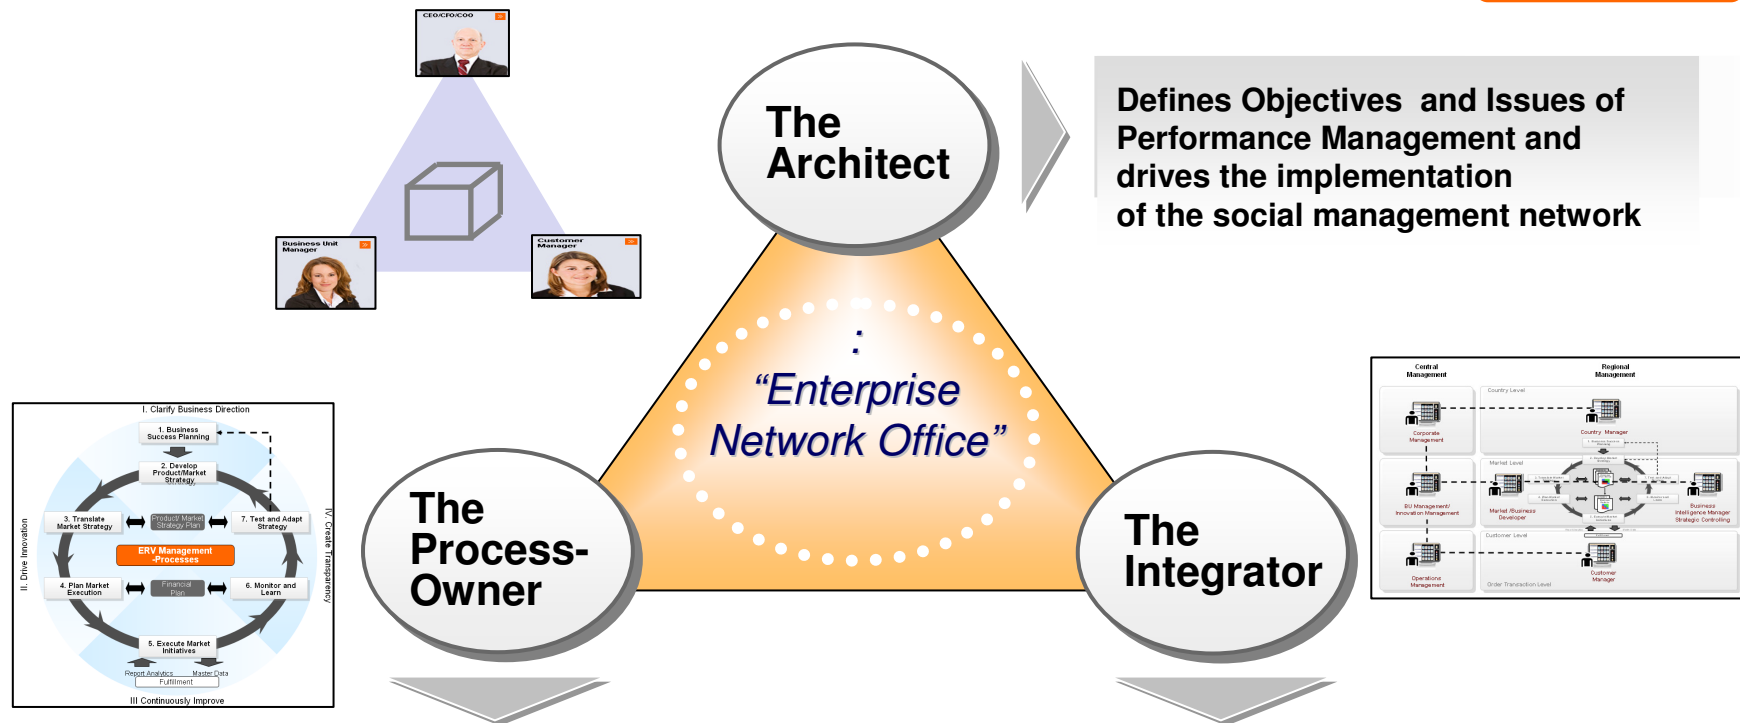 CEO/CFO/COO
Business Unit
Manager
Customer
Manager
The
Architect
Defines Objectives  and Issues of
Performance Management and
drives the implementation
of the social management network
:
“Enterprise
Network Office”
The
Process-
Owner
The
Integrator
I. Clarify Business Direction
1. Business
Success Planning
2. Develop
Product/Market
Strategy
3. Translate
Market Strategy
Product/ Market
Strategy Plan
7. Test and Adapt
Strategy
ERV Management
-Processes
4. Plan Market
Execution
Financial
Plan
6. Monitor and
Learn
5. Execute Market
Initiatives
Report Analytics
Master Data
Fulfillment
II. Drive Innovation
IV. Create Transparency
III Continuously Improve
Central
Management
Regional
Management
Country Level
Corporate
Management
Country Manager
Market Level
BU Management/
Innovation Management
Market /Business
Developer
Business
Intelligence Manager
Strategic Controlling
Customer Level
Operations
Management
Customer
Manager
Order Transaction Level